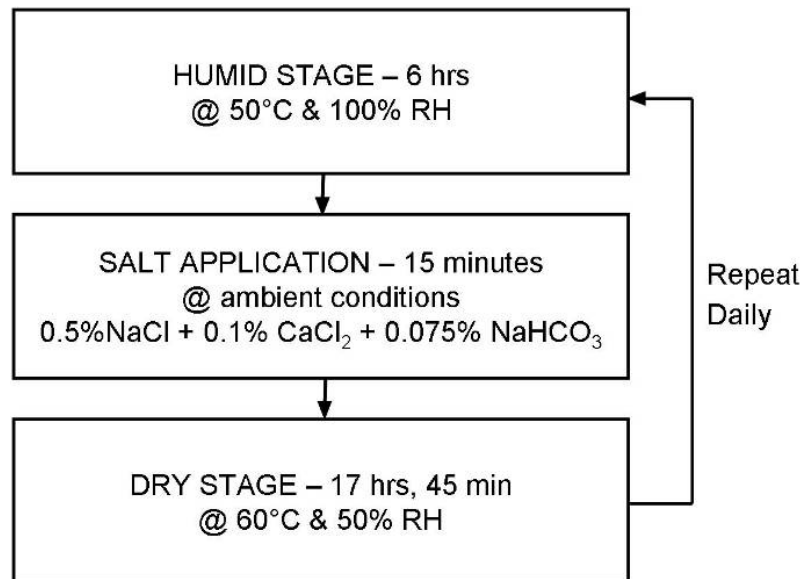 HUMID STAGE – 6 hrs
@ 50°C & 100% RH
SALT APPLICATION – 15 minutes
@ ambient conditions
0.5%NaCl + 0.1% CaCl₂ + 0.075% NaHCO₃
Repeat
Daily
DRY STAGE – 17 hrs, 45 min
@ 60°C & 50% RH